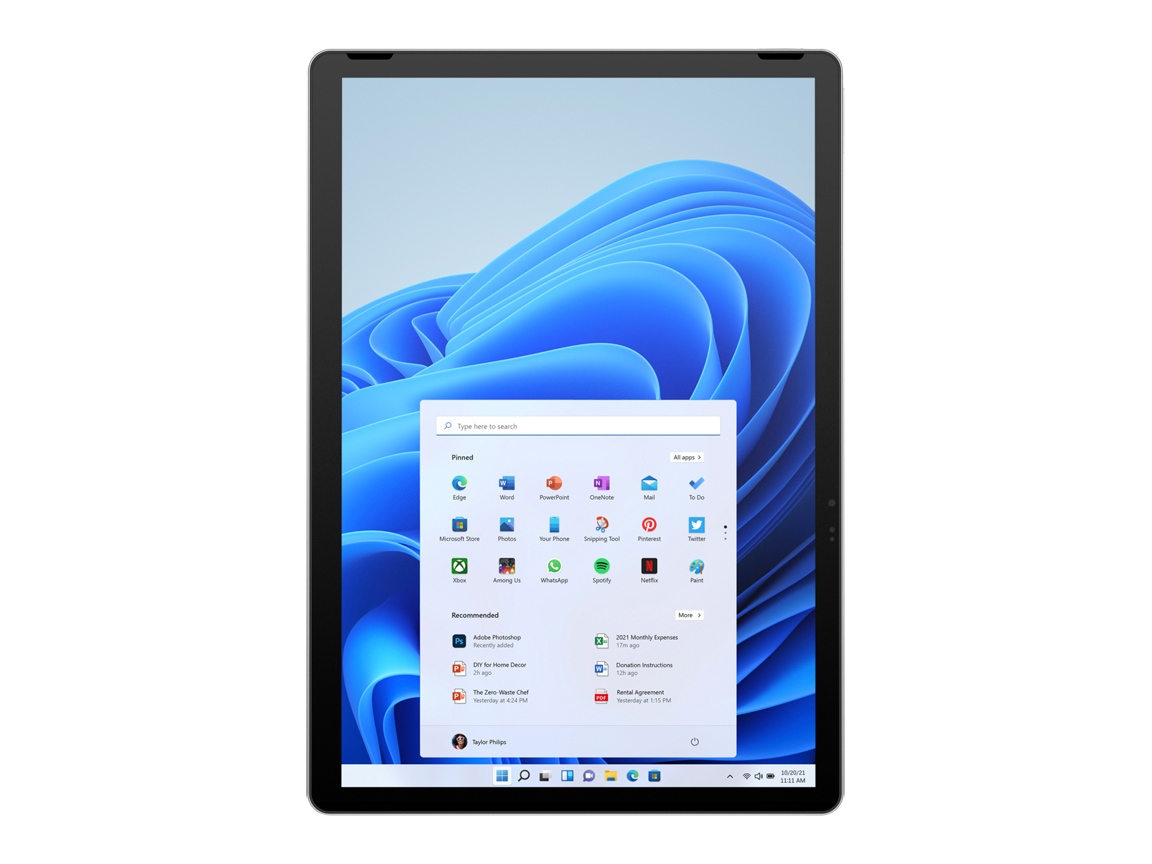 Type here to search
Pinned
All apps >
Edge
Word
PowerPoint
OneNote
Mail
To Do
Microsoft Store
Photos
Your Phone
Snipping Tool
Pinterest
Twitter
Xbox
Among Us
WhatsApp
Spotify
Netflix
Paint
Recommended
More >
Adobe Photoshop
Recently added
2021 Monthly Expenses
17m ago
DIY for Home Decor
2h ago
Donation Instructions
12h ago
The Zero-Waste Chef
Yesterday at 4:24 PM
Rental Agreement
Yesterday at 1:15 PM
Taylor Philips
10/20/21
11:11 AM